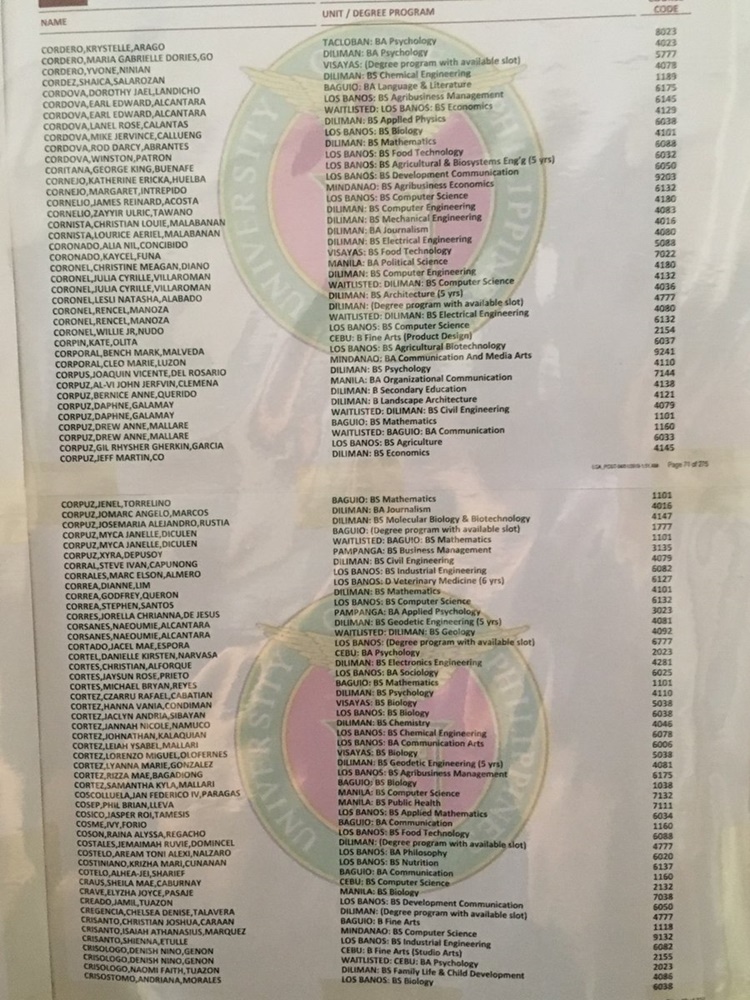 NAME UNIT / DEGREE PROGRAM CODE
CORDERO,KRYSTELLE,ARAGO TACLOBAN: BA Psychology 8023
CORDERO,MARIA GABRIELLE DORIES,GO DILIMAN: BA Psychology 4023
CORDERO,YVONE,NINIAN VISAYAS: (Degree program with available slot) 5777
CORDEZ,SHAICA,SALAROZAN DILIMAN: BS Chemical Engineering 4078
CORDOVA,DOROTHY JAEL,LANDICHO BAGUIO: BA Language & Literature 1189
CORDOVA,EARL EDWARD,ALCANTARA LOS BANOS: BS Agribusiness Management 6175
CORDOVA,EARL EDWARD,ALCANTARA WAITLISTED: LOS BANOS: BS Economics 6145
CORDOVA,LANEL ROSE,CALANTAS DILIMAN: BS Applied Physics 4129
CORDOVA,MIKE JERVINCE,CALLUENG LOS BANOS: BS Biology 6038
CORDOVA,ROD DARCY,ABRANTES DILIMAN: BS Mathematics 4101
CORDOVA,WINSTON,PATRON LOS BANOS: BS Food Technology 6088
CORITANA,GEORGE KING,BUENAFE LOS BANOS: BS Agricultural & Biosystems Eng'g (5 yrs) 6032
CORNEJO,KATHERINE ERICKA,HUELBA LOS BANOS: BS Development Communication 6050
CORNEJO,MARGARET,INTREPIDO MINDANAO: BS Agribusiness Economics 9203
CORNELIO,JAMES REINARD,ACOSTA LOS BANOS: BS Computer Science 6132
CORNELIO,ZAYYIR ULRIC,TAWANO DILIMAN: BS Computer Engineering 4180
CORNISTA,CHRISTIAN LOUIE,MALABANAN DILIMAN: BS Mechanical Engineering 4083
CORNISTA,LOURICE AERIEL,MALABANAN DILIMAN: BA Journalism 4016
CORONADO,ALIA NIL,CONCIBIDO DILIMAN: BS Electrical Engineering 4080
CORONADO,KAYCEL,FUNA VISAYAS: BS Food Technology 5088
CORONEL,CHRISTINE MEAGAN,DIANO MANILA: BA Political Science 7022
CORONEL,JULIA CYRILLE,VILLAROMAN DILIMAN: BS Computer Engineering 4180
CORONEL,JULIA CYRILLE,VILLAROMAN WAITLISTED: DILIMAN: BS Computer Science 4132
CORONEL,LESLI NATASHA,ALABADO DILIMAN: BS Architecture (5 yrs) 4036
CORONEL,RENCEL,MANOZA DILIMAN: (Degree program with available slot) 4777
CORONEL,RENCEL,MANOZA WAITLISTED: DILIMAN: BS Electrical Engineering 4080
CORONEL,WILLIE JR,NUDO LOS BANOS: BS Computer Science 6132
CORPIN,KATE,OLITA CEBU: B Fine Arts (Product Design) 2154
CORPORAL,BENCH MARK,MALVEDA LOS BANOS: BS Agricultural Biotechnology 6037
CORPORAL,CLEO MARIE,LUZON MINDANAO: BA Communication And Media Arts 9241
CORPUS,JOAQUIN VICENTE,DEL ROSARIO DILIMAN: BS Psychology 4110
CORPUZ,AL-VI JOHN JERFVIN,CLEMENA MANILA: BA Organizational Communication 7144
CORPUZ,BERNICE ANNE,QUERIDO DILIMAN: B Secondary Education 4138
CORPUZ,DAPHNE,GALAMAY DILIMAN: B Landscape Architecture 4121
CORPUZ,DAPHNE,GALAMAY WAITLISTED: DILIMAN: BS Civil Engineering 4079
CORPUZ,DREW ANNE,MALLARE BAGUIO: BS Mathematics 1101
CORPUZ,DREW ANNE,MALLARE WAITLISTED: BAGUIO: BA Communication 1160
CORPUZ,GIL RHYSHER GHERKIN,GARCIA LOS BANOS: BS Agriculture 6033
CORPUZ,JEFF MARTIN,CO DILIMAN: BS Economics 4145
Page 71 of 275
CORPUZ,JENEL,TORRELINO BAGUIO: BS Mathematics 1101
CORPUZ,JOMARC ANGELO,MARCOS DILIMAN: BA Journalism 4016
CORPUZ,JOSEMARIA ALEJANDRO,RUSTIA DILIMAN: BS Molecular Biology & Biotechnology 4147
CORPUZ,MYCA JANELLE,DICULEN BAGUIO: (Degree program with available slot) 1777
CORPUZ,MYCA JANELLE,DICULEN WAITLISTED: BAGUIO: BS Mathematics 1101
CORPUZ,XYRA,DEPUSOY PAMPANGA: BS Business Management 3135
CORRAL,STEVE IVAN,CAPUNONG DILIMAN: BS Civil Engineering 4079
CORRALES,MARC ELSON,ALMERO LOS BANOS: BS Industrial Engineering 6082
CORREA,DIANNE,LIM LOS BANOS: D Veterinary Medicine (6 yrs) 6127
CORREA,GODFREY,QUERON DILIMAN: BS Mathematics 4101
CORREA,STEPHEN,SANTOS LOS BANOS: BS Computer Science 6132
CORRES,JORELLA CHRIANNA,DE JESUS PAMPANGA: BA Applied Psychology 3023
CORSANES,NAEOUMIE,ALCANTARA DILIMAN: BS Geodetic Engineering (5 yrs) 4081
CORSANES,NAEOUMIE,ALCANTARA WAITLISTED: DILIMAN: BS Geology 4092
CORTADO,JACEL MAE,ESPORA LOS BANOS: (Degree program with available slot) 6777
CORTEL,DANIELLE KIRSTEN,NARVASA CEBU: BA Psychology 2023
CORTES,CHRISTIAN,ALFORQUE DILIMAN: BS Electronics Engineering 4281
CORTES,JAYSUN ROSE,PRIETO LOS BANOS: BA Sociology 6025
CORTES,MICHAEL BRYAN,REYES BAGUIO: BS Mathematics 1101
CORTEZ,CZARRU RAFAEL,CABATIAN DILIMAN: BS Psychology 4110
CORTEZ,HANNA VANIA,CONDIMAN VISAYAS: BS Biology 5038
CORTEZ,JACLYN ANDRIA,SIBAYAN LOS BANOS: BS Biology 6038
CORTEZ,JANNAH NICOLE,NAMUCO DILIMAN: BS Chemistry 4046
CORTEZ,JOHNATHAN,KALAQUIAN LOS BANOS: BS Chemical Engineering 6078
CORTEZ,LEIAH YSABEL,MALLARI LOS BANOS: BA Communication Arts 6006
CORTEZ,LORENZO MIGUEL,OLOFERNES VISAYAS: BS Biology 5038
CORTEZ,LYANNA MARIE,GONZALEZ DILIMAN: BS Geodetic Engineering (5 yrs) 4081
CORTEZ,RIZZA MAE,BAGADIONG LOS BANOS: BS Agribusiness Management 6175
CORTEZ,SAMANTHA KYLA,MALLARI BAGUIO: BS Biology 1038
COSCOLLUELA,JAN FEDERICO IV,PARAGAS MANILA: BS Computer Science 7132
COSEP,PHIL BRIAN,LLEVA MANILA: BS Public Health 7111
COSICO,JASPER ROI,TAMESIS LOS BANOS: BS Applied Mathematics 6034
COSME,IVY,FORIO BAGUIO: BA Communication 1160
COSON,RAINA ALYSSA,REGACHO LOS BANOS: BS Food Technology 6088
COSTALES,JEMAIMAH RUVIE,DOMINCEL DILIMAN: (Degree program with available slot) 4777
COSTELO,AREAM TONI ALEXI,NALZARO LOS BANOS: BA Philosophy 6020
COSTINIANO,KRIZHA MARI,CUNANAN LOS BANOS: BS Nutrition 6137
COTELO,ALHEA-JEI,SHARIEF BAGUIO: BA Communication 1160
CRAUS,SHEILA MAE,CABURNAY CEBU: BS Computer Science 2132
CRAVE,ELYZHA JOYCE,PASAJE MANILA: BS Biology 7038
CREADO,JAMIL,TUAZON LOS BANOS: BS Development Communication 6050
CREGENCIA,CHELSEA DENISE,TALAVERA DILIMAN: (Degree program with available slot) 4777
CRISANTO,CHRISTIAN JOSHUA,CARAAN BAGUIO: B Fine Arts 1118
CRISANTO,ISAIAH ATHANASIUS,MARQUEZ MINDANAO: BS Computer Science 9132
CRISANTO,SHIENNA,ETULLE LOS BANOS: BS Industrial Engineering 6082
CRISOLOGO,DENISH NINO,GENON CEBU: B Fine Arts (Studio Arts) 2155
CRISOLOGO,DENISH NINO,GENON WAITLISTED: CEBU: BA Psychology 2023
CRISOLOGO,NAOMI FAITH,TUAZON DILIMAN: BS Family Life & Child Development 4086
CRISOSTOMO,ANDRIANA,MORALES LOS BANOS: BS Biology 6038